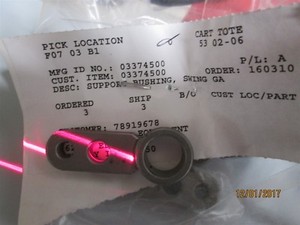 PICK LOCATION
F07 03 B1
CART TOTE
53 02-06
MFG ID NO.: 03374500
P/L: A
CUST. ITEM: 03374500
ORDER: 160310
DESC: SUPPORT BUSHING, SWING GA
ORDERED SHIP B/O CUST LOC/PART
3 3
CUSTOMER: 78919678
12/01/2017